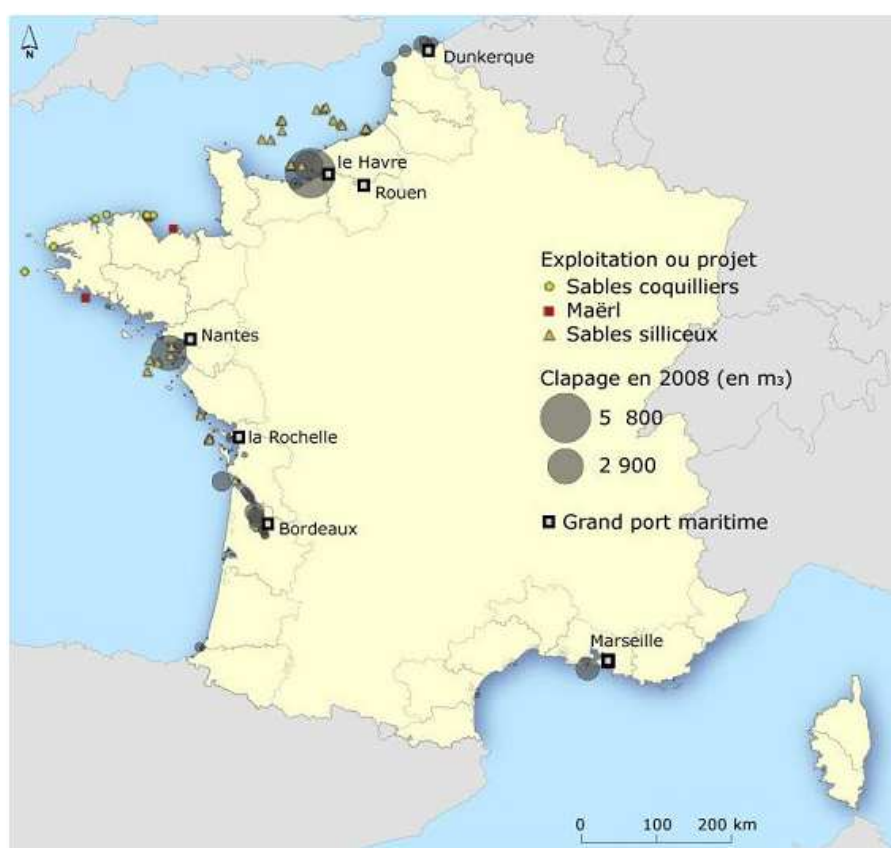 N
Dunkerque
le Havre
Rouen
Exploitation ou projet
Sables coquilliers
Maërl
Sables silliceux
Nantes
Clapage en 2008 (en m3)
5 800
la Rochelle
2 900
Grand port maritime
Bordeaux
Marseille
0 100 200 km